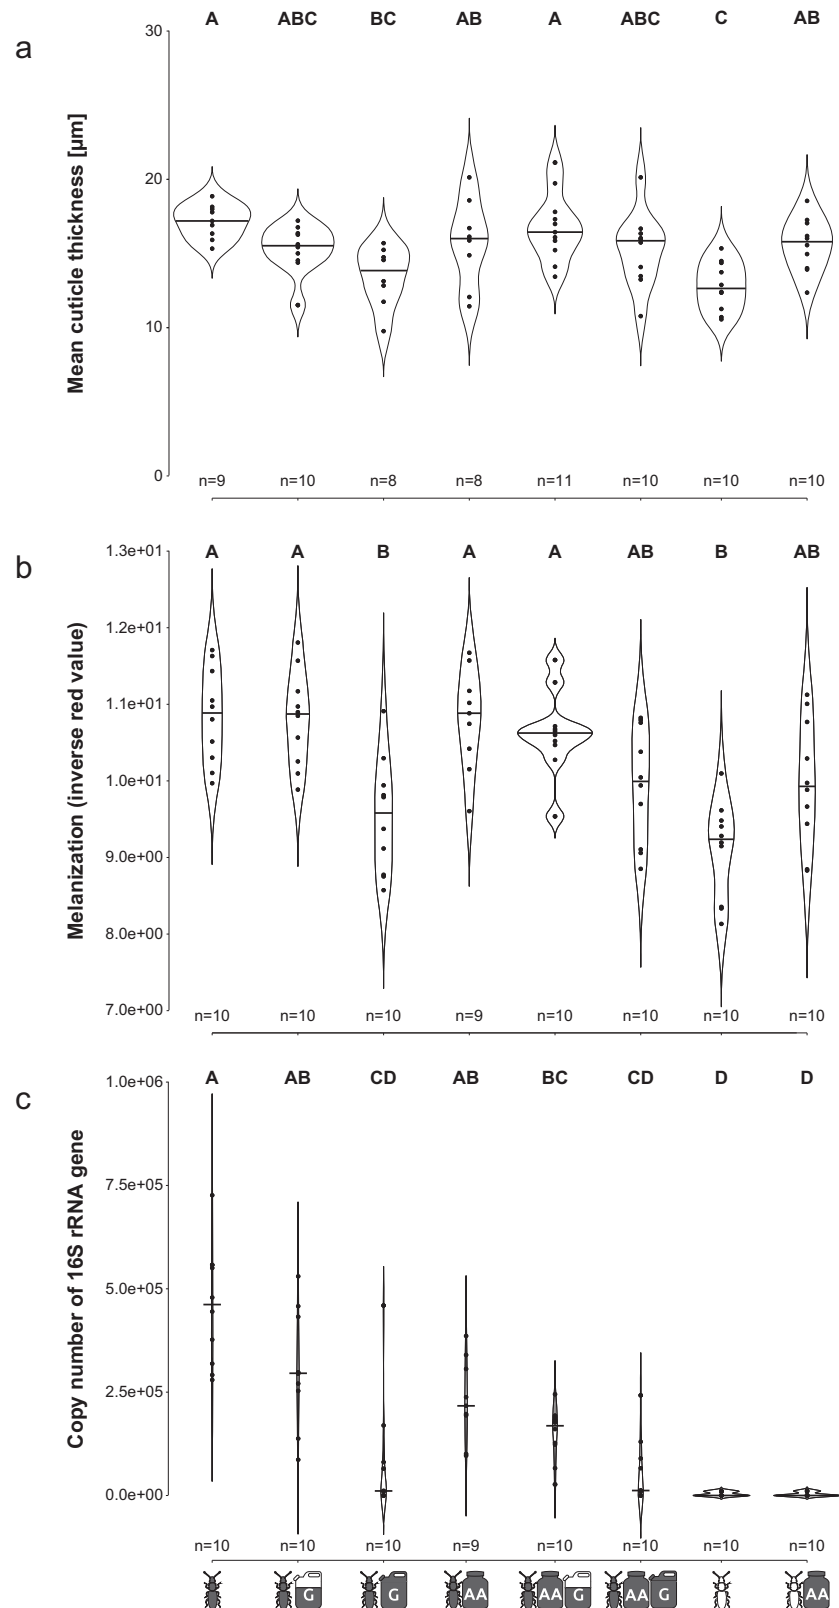 a
A ABC BC AB A ABC C AB
Mean cuticle thickness [µm]
30
20
10
0
n=9 n=10 n=8 n=8 n=11 n=10 n=10 n=10
b
A A B A A AB B AB
Melanization (inverse red value)
1.3e+01
1.2e+01
1.1e+01
1.0e+01
9.0e+00
8.0e+00
7.0e+00
n=10 n=10 n=10 n=9 n=10 n=10 n=10 n=10
c
A AB CD AB BC CD D D
Copy number of 16S rRNA gene
1.0e+06
7.5e+05
5.0e+05
2.5e+05
0.0e+00
n=10 n=10 n=10 n=9 n=10 n=10 n=10 n=10
G G AA AA G AA G AA